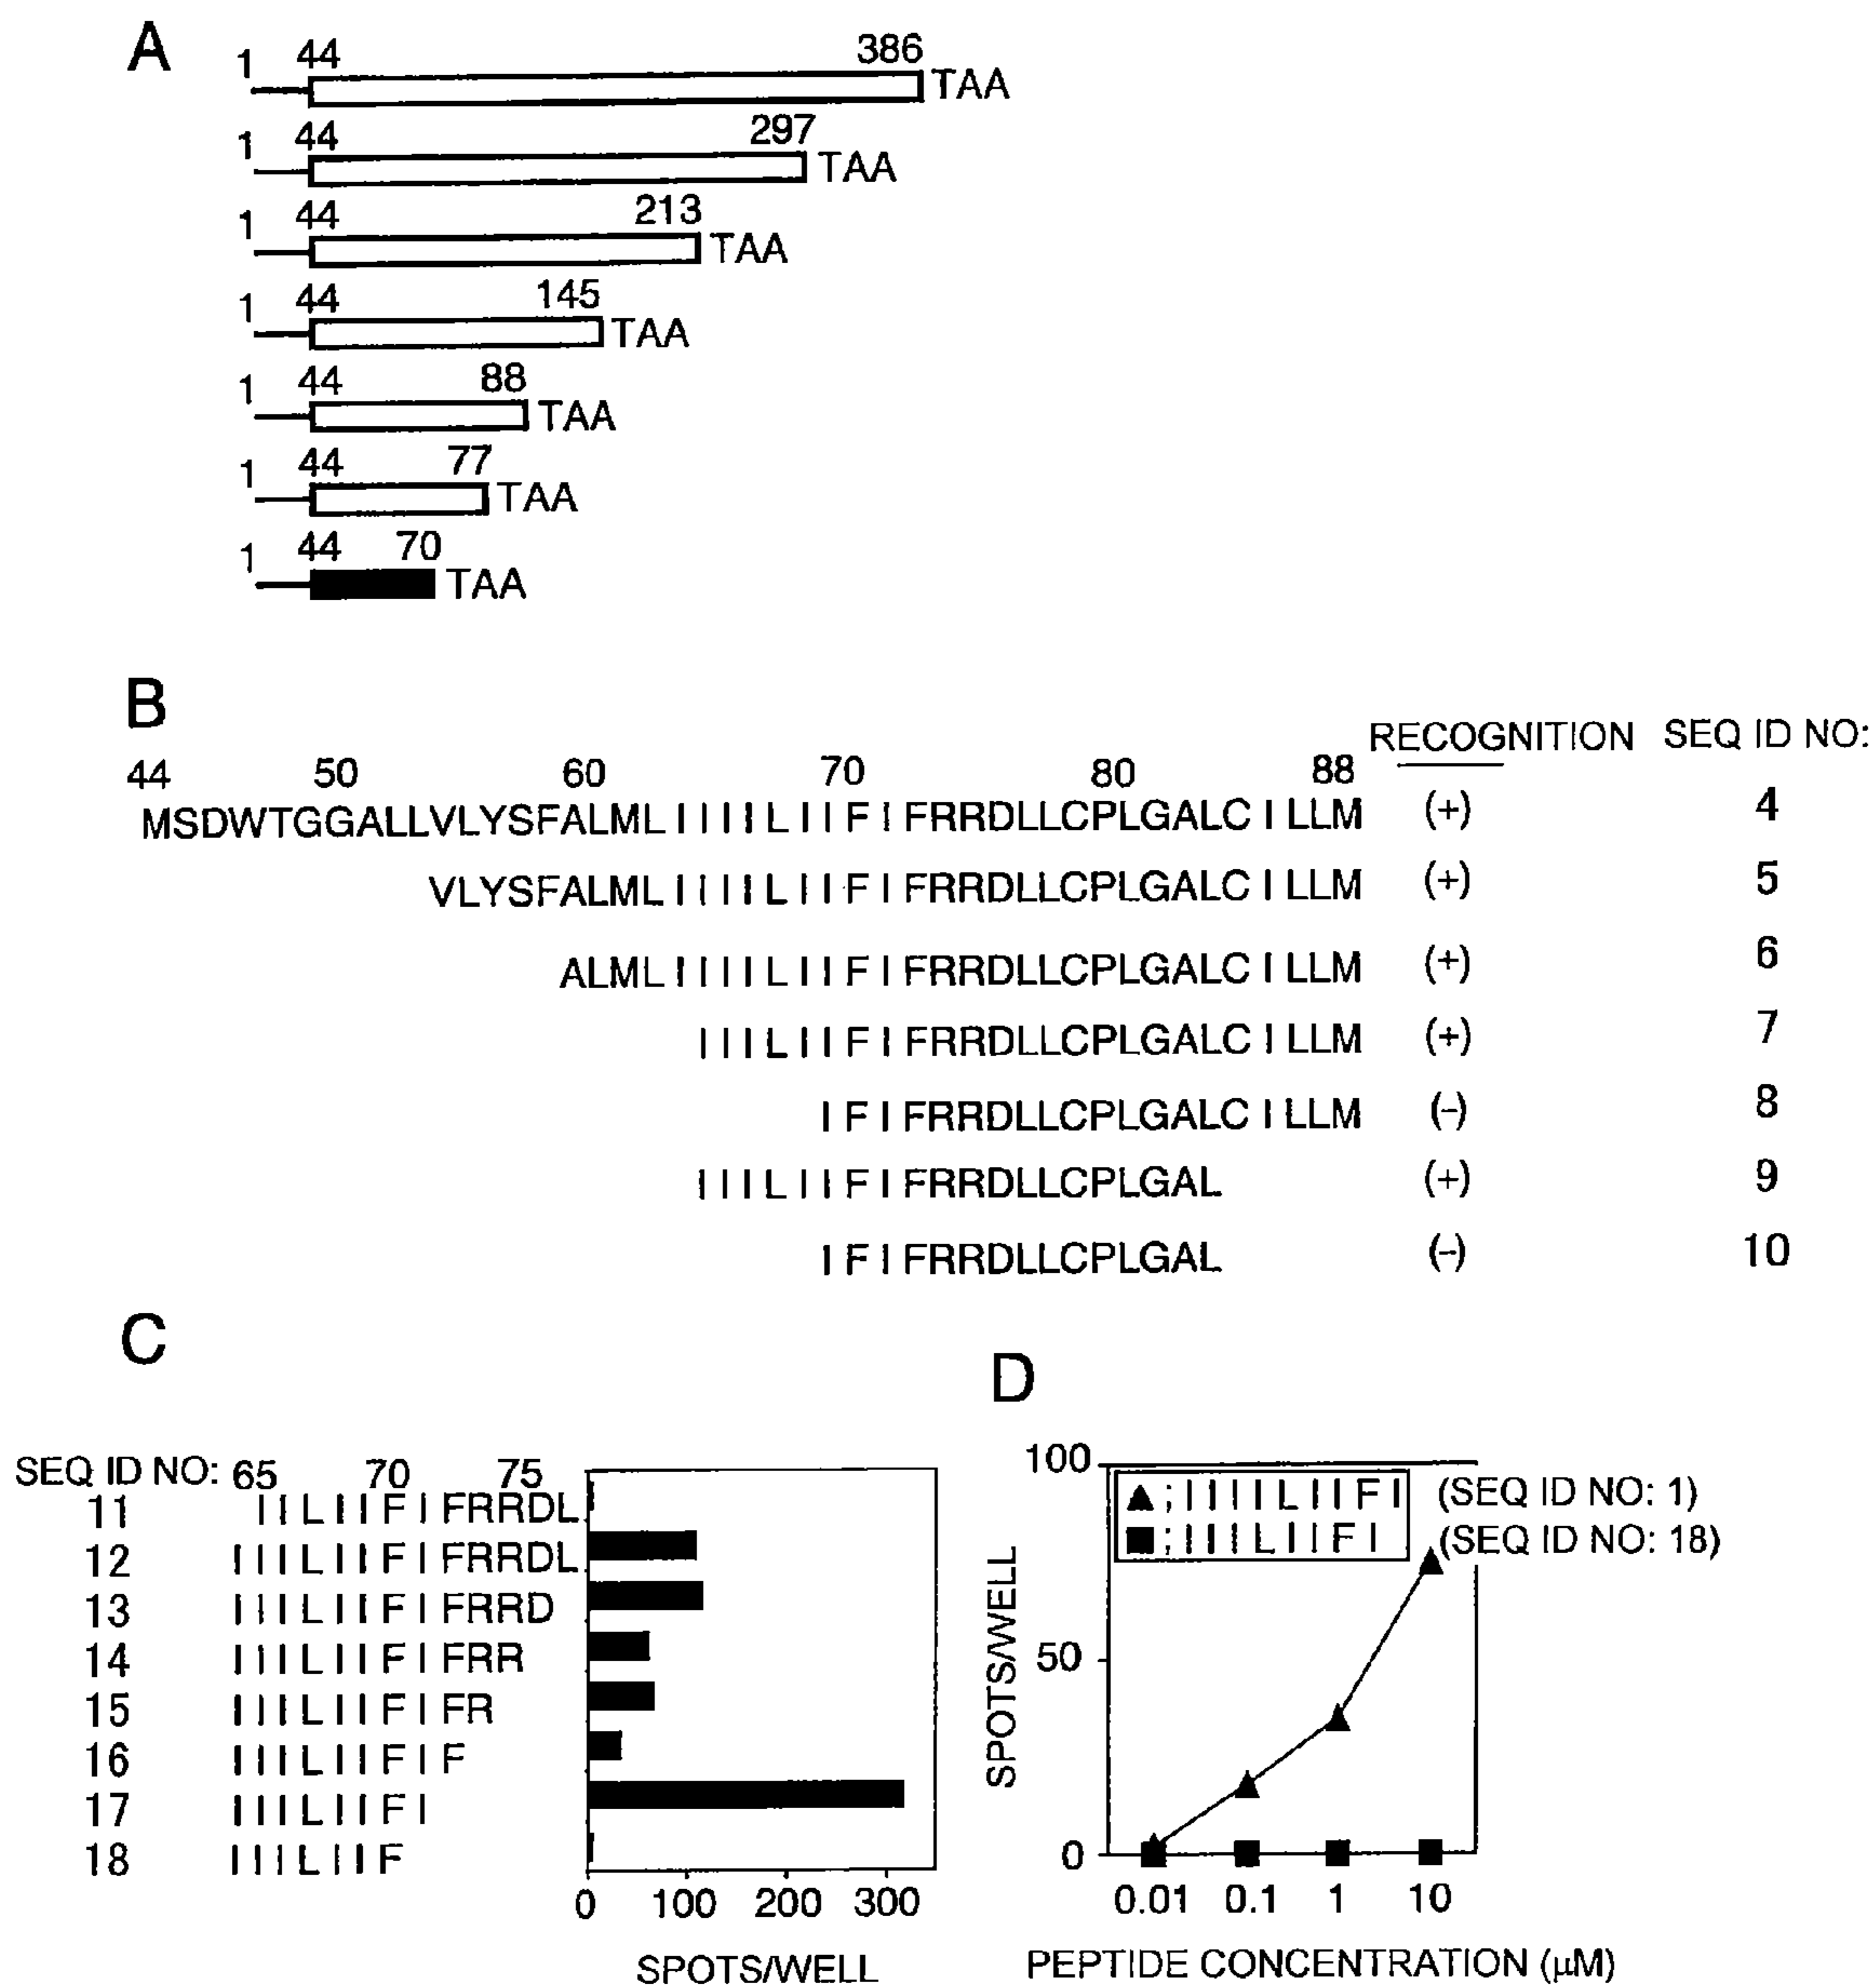 A
1 44 386 TAA
1 44 297 TAA
1 44 213 TAA
1 44 145 TAA
1 44 88 TAA
1 44 77 TAA
1 44 70 TAA
B
RECOGNITION SEQ ID NO:
44 50 60 70 80 88
MSDWTGGALLVLYSFALMLIIIILIIFIFRRDLLCPLGALCILLM (+) 4
VLYSFALMLIIIILIIFIFRRDLLCPLGALCILLM (+) 5
ALMLIIIILIIFIFRRDLLCPLGALCILLM (+) 6
IIILIIFIFRRDLLCPLGALCILLM (+) 7
IFIFRRDLLCPLGALCILLM (-) 8
IIILIIFIFRRDLLCPLGAL (+) 9
IFIFRRDLLCPLGAL (-) 10
C
SEQ ID NO: 65 70 75
11 IILIIFIFRRDL
12 IIILIIFIFRRDL
13 IIILIIFIFRRD
14 IIILIIFIFRR
15 IIILIIFIFR
16 IIILIIFIF
17 IIILIIFI
18 IIILIIF
0 100 200 300
SPOTS/WELL
D
100
50
0
SPOTS/WELL
▲;IIIILIIFI (SEQ ID NO: 1)
■;IIILIIFI (SEQ ID NO: 18)
0.01 0.1 1 10
PEPTIDE CONCENTRATION (μM)